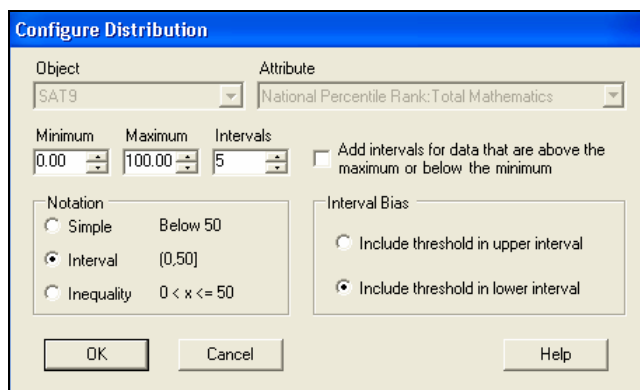 Configure Distribution
Object Attribute
SAT9 National Percentile Rank:Total Mathematics
Minimum Maximum Intervals
0.00 100.00 5
Add intervals for data that are above the
maximum or below the minimum
Notation
Simple Below 50
Interval (0,50]
Inequality 0 < x <= 50
Interval Bias
Include threshold in upper interval
Include threshold in lower interval
OK Cancel Help